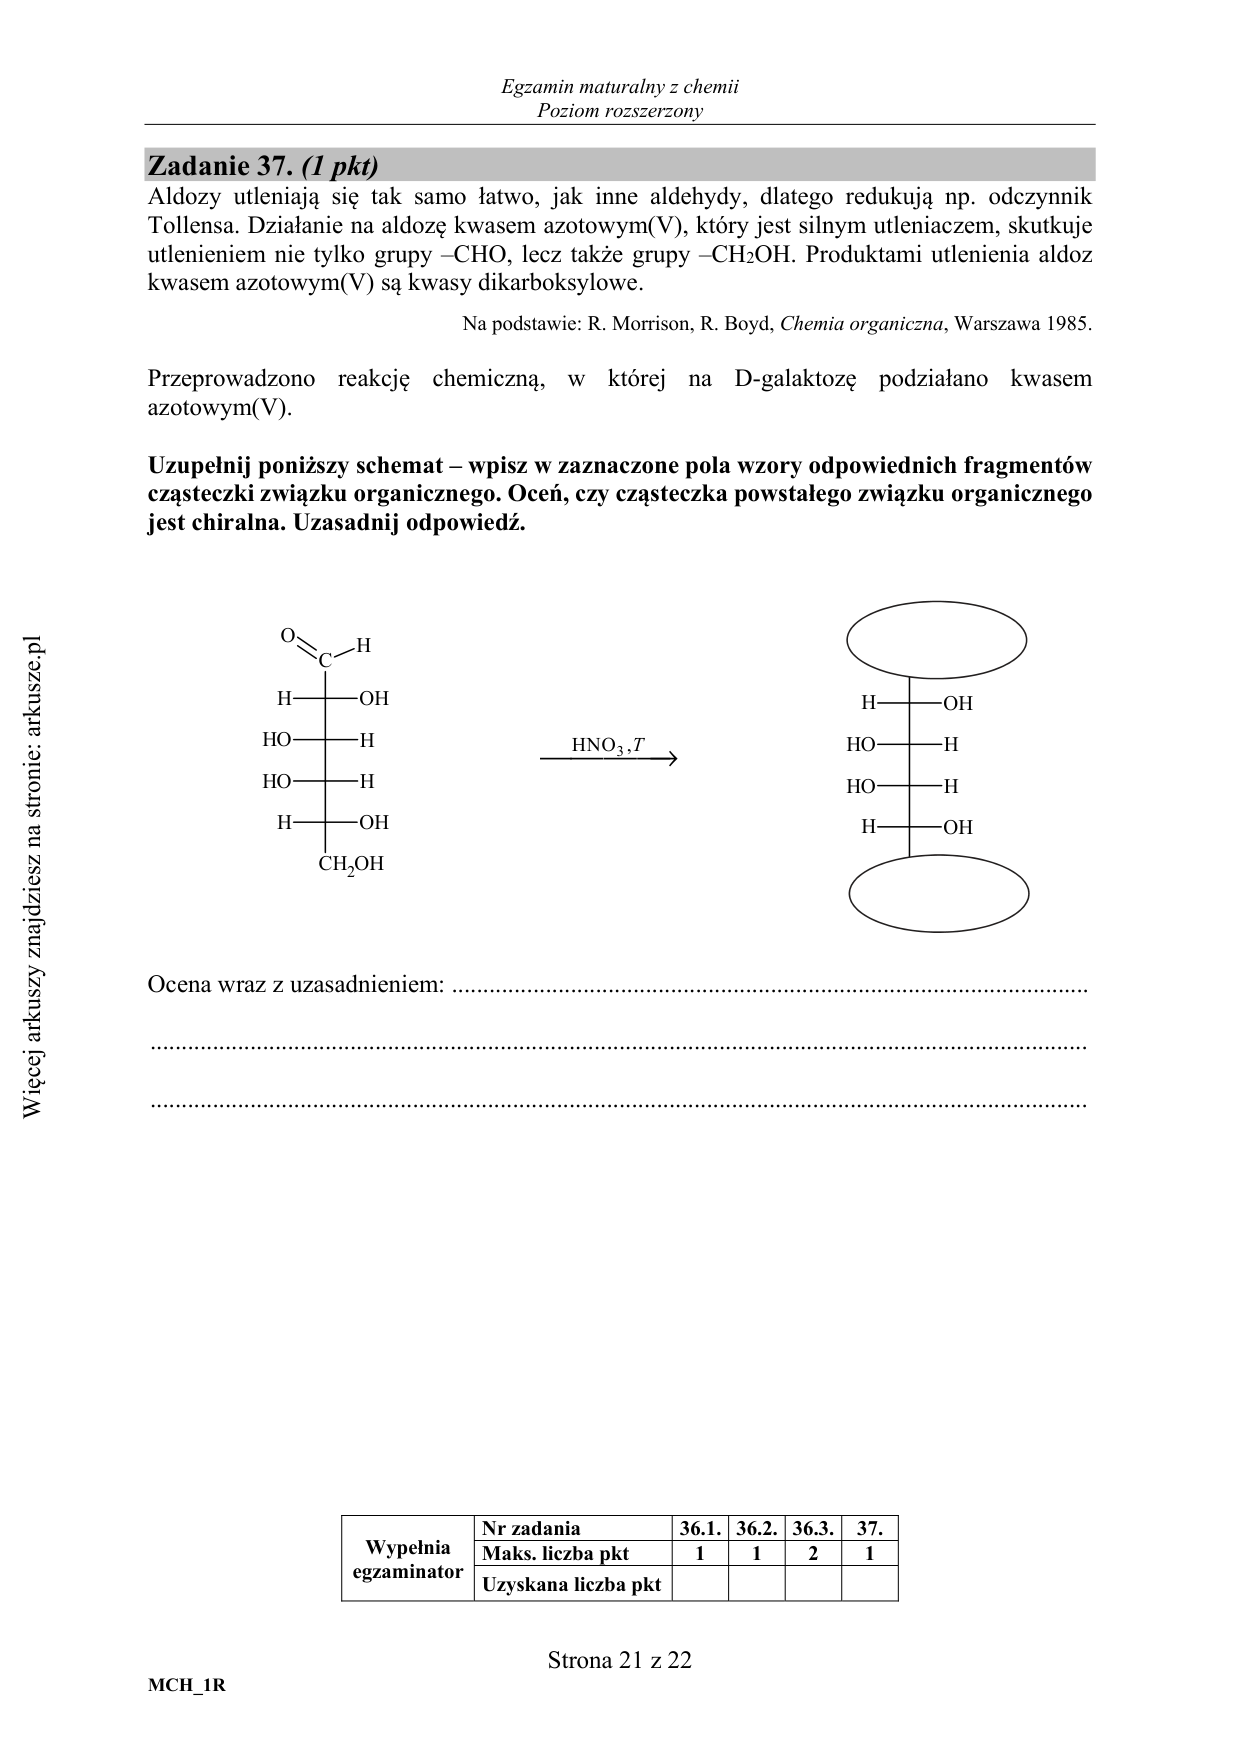 Egzamin maturalny z chemii
Poziom rozszerzony
Zadanie 37. (1 pkt)
Aldozy utleniają się tak samo łatwo, jak inne aldehydy, dlatego redukują np. odczynnik
Tollensa. Działanie na aldozę kwasem azotowym(V), który jest silnym utleniaczem, skutkuje
utlenieniem nie tylko grupy –CHO, lecz także grupy –CH2OH. Produktami utlenienia aldoz
kwasem azotowym(V) są kwasy dikarboksylowe.
Na podstawie: R. Morrison, R. Boyd, Chemia organiczna, Warszawa 1985.
Przeprowadzono reakcję chemiczną, w której na D-galaktozę podziałano kwasem
azotowym(V).
Uzupełnij poniższy schemat – wpisz w zaznaczone pola wzory odpowiednich fragmentów
cząsteczki związku organicznego. Oceń, czy cząsteczka powstałego związku organicznego
jest chiralna. Uzasadnij odpowiedź.
O H
C
H OH
HO H
HO H
H OH
CH2OH
HNO3,T
H OH
HO H
HO H
H OH
Ocena wraz z uzasadnieniem: ......................................................................................................
......................................................................................................................................................
......................................................................................................................................................
Wypełnia egzaminator
Nr zadania 36.1. 36.2. 36.3. 37.
Maks. liczba pkt 1 1 2 1
Uzyskana liczba pkt
Strona 21 z 22
MCH_1R
Więcej arkuszy znajdziesz na stronie: arkusze.pl